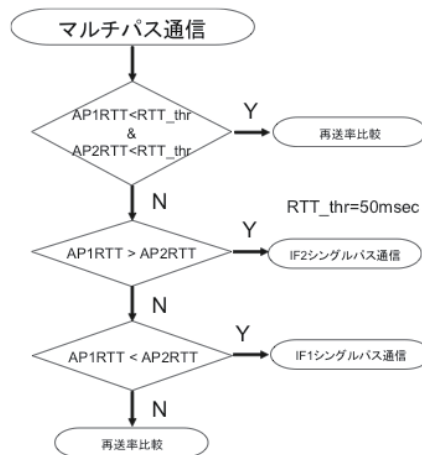 マルチパス通信
AP1RTT<RTT_thr
&
AP2RTT<RTT_thr
Y
再送率比較
N
RTT_thr=50msec
AP1RTT > AP2RTT
Y
IF2シングルパス通信
N
AP1RTT < AP2RTT
Y
IF1シングルパス通信
N
再送率比較